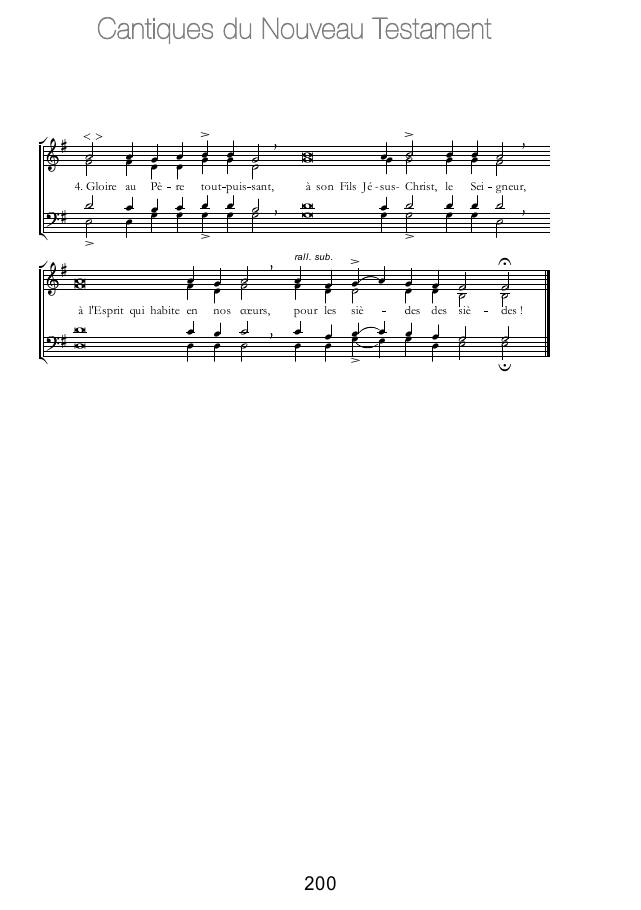 Cantiques du Nouveau Testament
4. Gloire au Pè - re tout-puis-sant, à son Fils Jé-sus- Christ, le Sei - gneur,
rall. sub.
à l'Esprit qui habite en nos cœurs, pour les siè - des des siè - des !
200